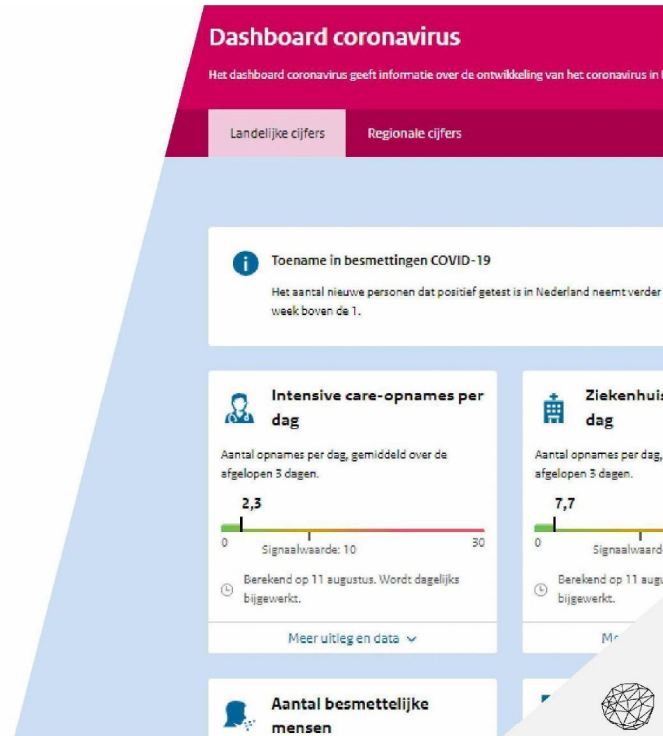 Dashboard coronavirus
Het dashboard coronavirus geeft informatie over de ontwikkeling van het coronavirus in
Landelijke cijfers
Regionale cijfers
Toename in besmettingen COVID-19
Het aantal nieuwe personen dat positief getest is in Nederland neemt verder
week boven de 1.
Intensive care-opnames per
dag
Aantal opnames per dag, gemiddeld over de
afgelopen 3 dagen.
2,3
0
30
Signaalwaarde: 10
Berekend op 11 augustus. Wordt dagelijks
bijgewerkt.
Meer uitleg en data
Ziekenhuis
dag
Aantal opnames per dag,
afgelopen 3 dagen.
7,7
0
Signaalwaard
Berekend op 11 augu
bijgewerkt.
Aantal besmettelijke
mensen